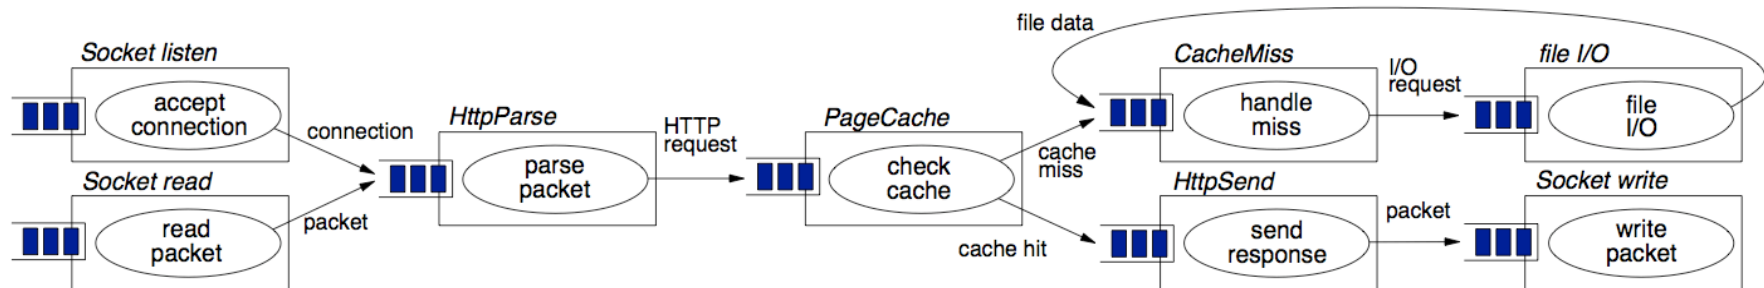 Socket listen
accept
connection
connection
Socket read
read
packet
packet
HttpParse
parse
packet
HTTP
request
PageCache
check
cache
cache
miss
cache hit
file data
CacheMiss
handle
miss
I/O
request
file I/O
file
I/O
HttpSend
send
response
packet
Socket write
write
packet